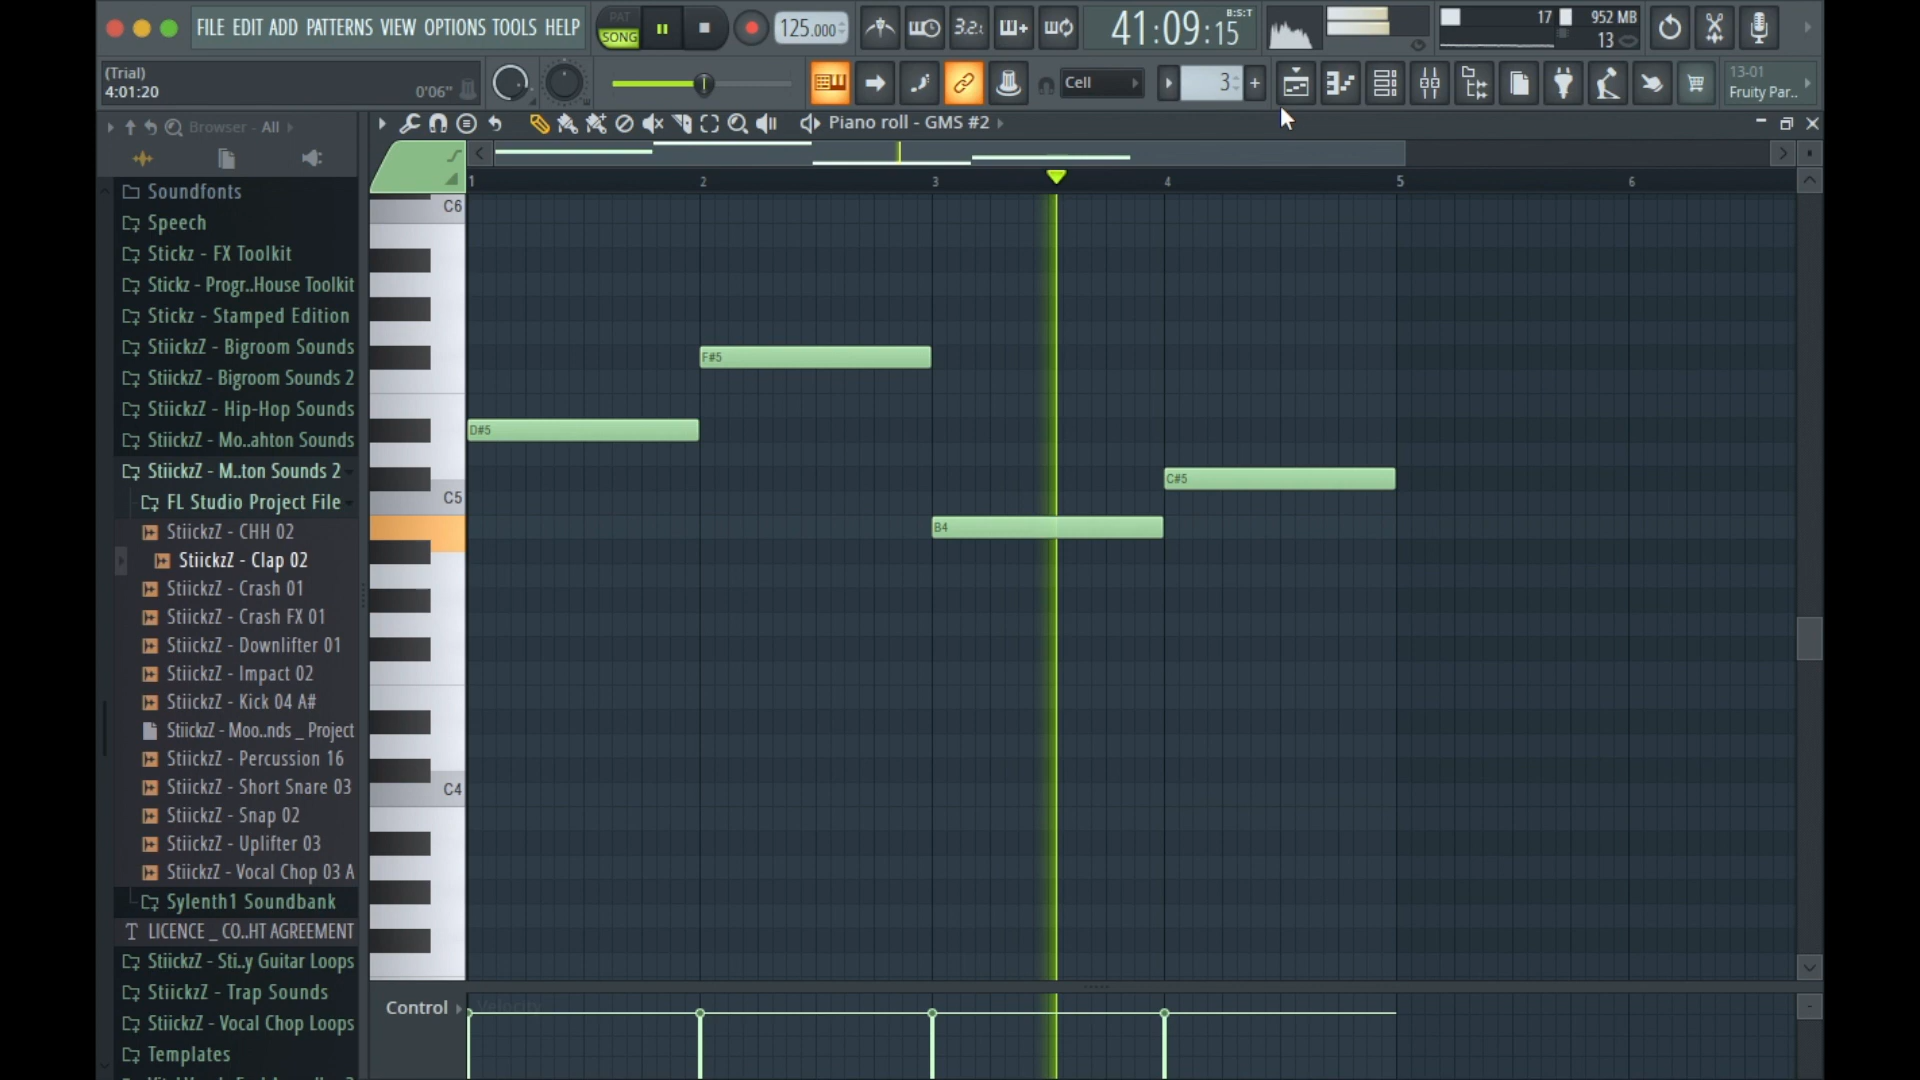 FILE EDIT ADD PATTERNS VIEW OPTIONS TOOLS HELP
PAT
SONG
125.000
3.2.
41:09:15
B:S:T
17
952 MB
13
(Trial)
4:01:20
0'06"
Cell
3
13-01
Fruity Par..
Browser - All
Piano roll - GMS #2
Soundfonts
Speech
Stickz - FX Toolkit
Stickz - Progr..House Toolkit
Stickz - Stamped Edition
StiickzZ - Bigroom Sounds
StiickzZ - Bigroom Sounds 2
StiickzZ - Hip-Hop Sounds
StiickzZ - Mo..ahton Sounds
StiickzZ - M..ton Sounds 2
FL Studio Project File
StiickzZ - CHH 02
StiickzZ - Clap 02
StiickzZ - Crash 01
StiickzZ - Crash FX 01
StiickzZ - Downlifter 01
StiickzZ - Impact 02
StiickzZ - Kick 04 A#
StiickzZ - Moo..nds _ Project
StiickzZ - Percussion 16
StiickzZ - Short Snare 03
StiickzZ - Snap 02
StiickzZ - Uplifter 03
StiickzZ - Vocal Chop 03 A
Sylenth1 Soundbank
LICENCE _ CO..HT AGREEMENT
StiickzZ - Sti..y Guitar Loops
StiickzZ - Trap Sounds
StiickzZ - Vocal Chop Loops
Templates
1 2 3 4 5 6
C6
F#5
D#5
C#5
C5
B4
C4
Control
Velocity